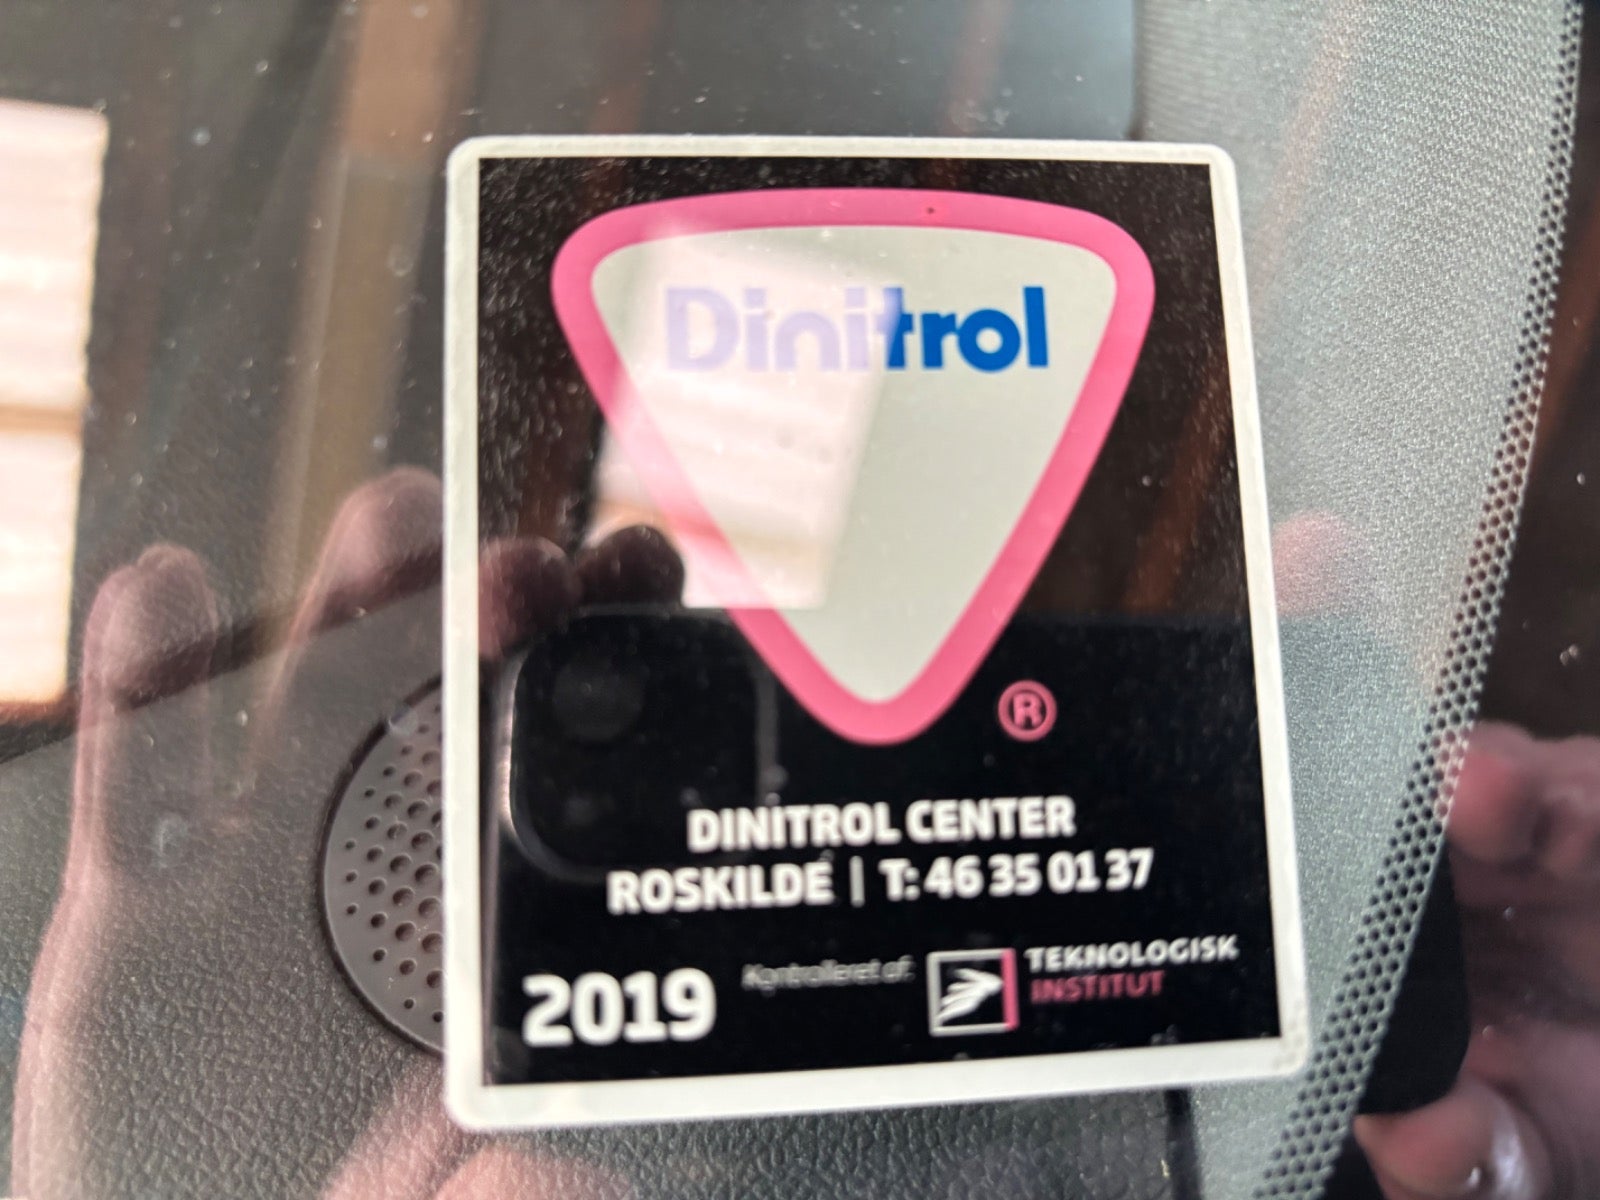 Dinitrol
®
DINITROL CENTER
ROSKILDE | T: 46 35 01 37
2019 Kontrolleret af: TEKNOLOGISK
INSTITUT